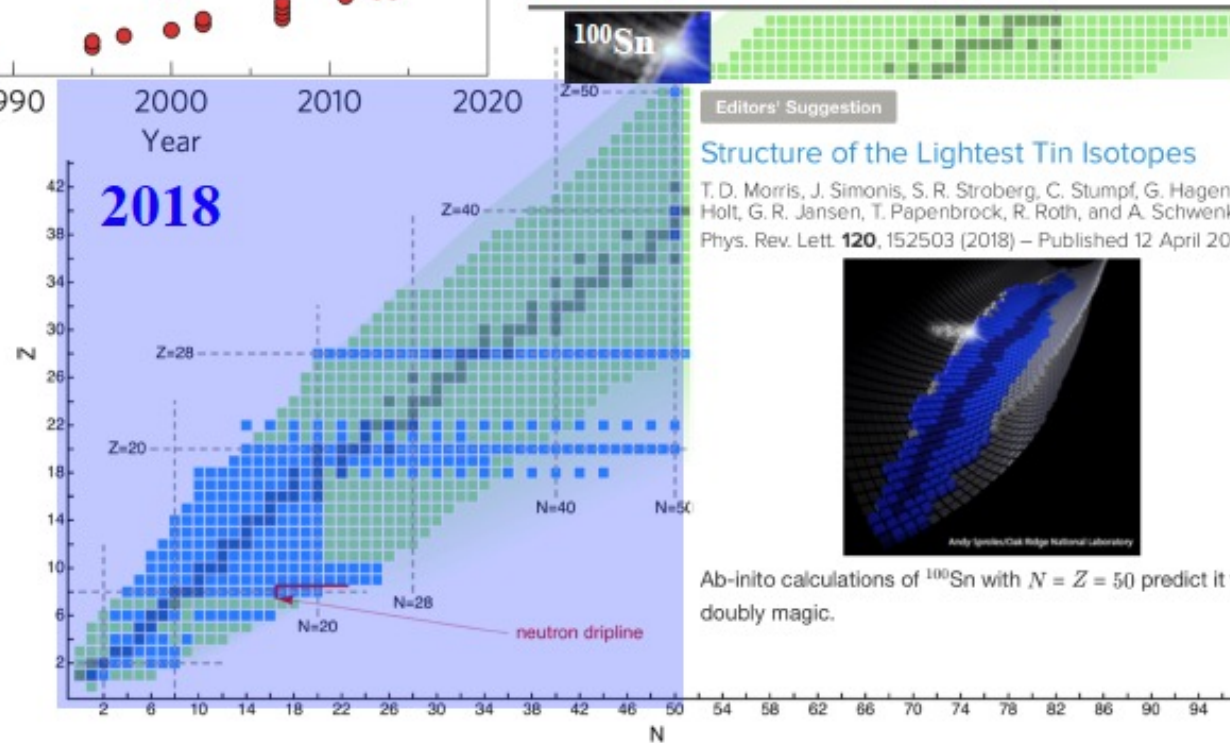 990 2000 2010 2020
Year
100Sn
Z=50
2018
Editors' Suggestion
Structure of the Lightest Tin Isotopes
T. D. Morris, J. Simonis, S. R. Stroberg, C. Stumpf, G. Hagen
Holt, G. R. Jansen, T. Papenbrock, R. Roth, and A. Schwenk
Phys. Rev. Lett. 120, 152503 (2018) – Published 12 April 20
Andy Sproles/Oak Ridge National Laboratory
Ab-inito calculations of 100Sn with N = Z = 50 predict it
doubly magic.
Z
42
38
34
30
26
22
18
14
10
6
2
Z=40
Z=28
Z=20
N=40
N=50
N=28
N=20
neutron dripline
2 6 10 14 18 22 26 30 34 38 42 46 50 54 58 62 66 70 74 78 82 86 90 94
N